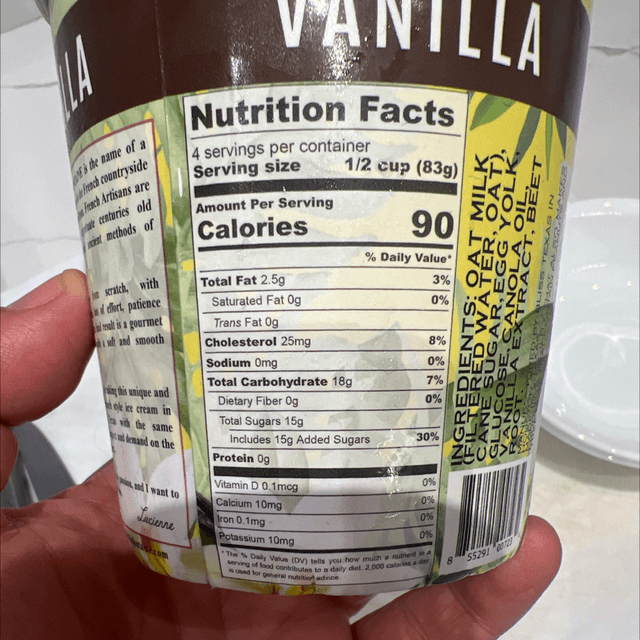 VANILLA
LLA
is the name of a
French countryside
French Artisans are
centuries old
methods of
scratch, with
of effort, patience
result is a gourmet
soft and smooth
this unique and
style ice cream in
with the same
and demand on the
and I want to
Lucienne
.com
Nutrition Facts
4 servings per container
Serving size 1/2 cup (83g)
Amount Per Serving
Calories 90
% Daily Value*
Total Fat 2.5g 3%
Saturated Fat 0g 0%
Trans Fat 0g
Cholesterol 25mg 8%
Sodium 0mg 0%
Total Carbohydrate 18g 7%
Dietary Fiber 0g 0%
Total Sugars 15g
Includes 15g Added Sugars 30%
Protein 0g
Vitamin D 0.1mcg 0%
Calcium 10mg 0%
Iron 0.1mg 0%
Potassium 10mg 0%
*The % Daily Value (DV) tells you how much a nutrient in a
serving of food contributes to a daily diet. 2,000 calories a day
is used for general nutrition advice.
INGREDIENTS: OAT MILK
(FILTERED WATER, OAT),
CANE SUGAR, EGG YOLK,
GLUCOSE, CANOLA OIL,
VANILLA EXTRACT, BEET
ROOT
TEXAS IN
8 55291 00723